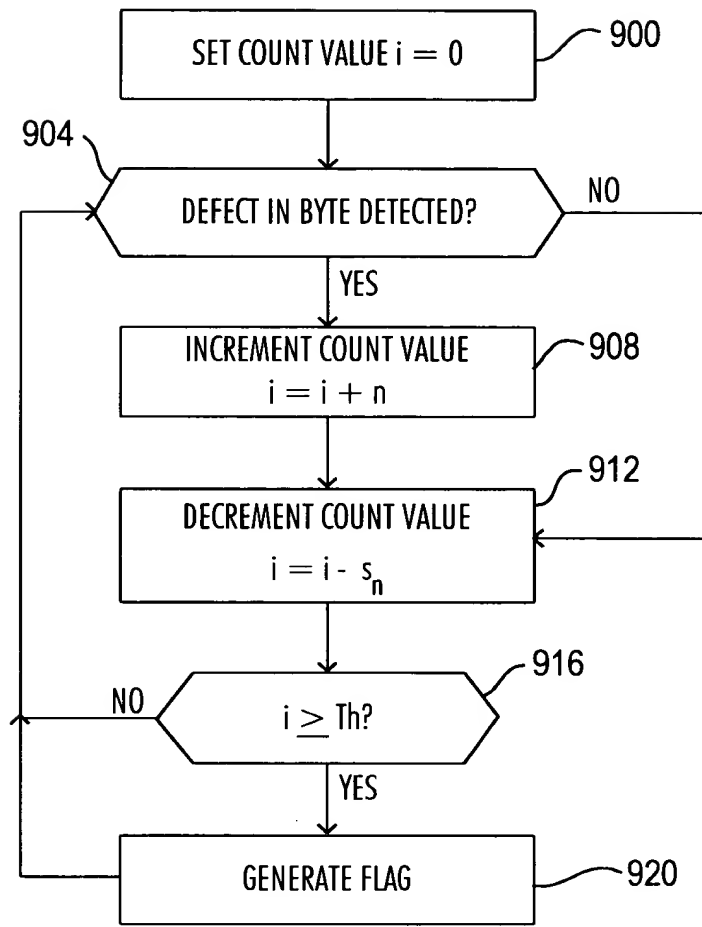 SET COUNT VALUE i = 0
900
904
DEFECT IN BYTE DETECTED?
NO
YES
INCREMENT COUNT VALUE
i = i + n
908
912
DECREMENT COUNT VALUE
i = i - sₙ
916
NO
i ≥ Th?
YES
GENERATE FLAG
920